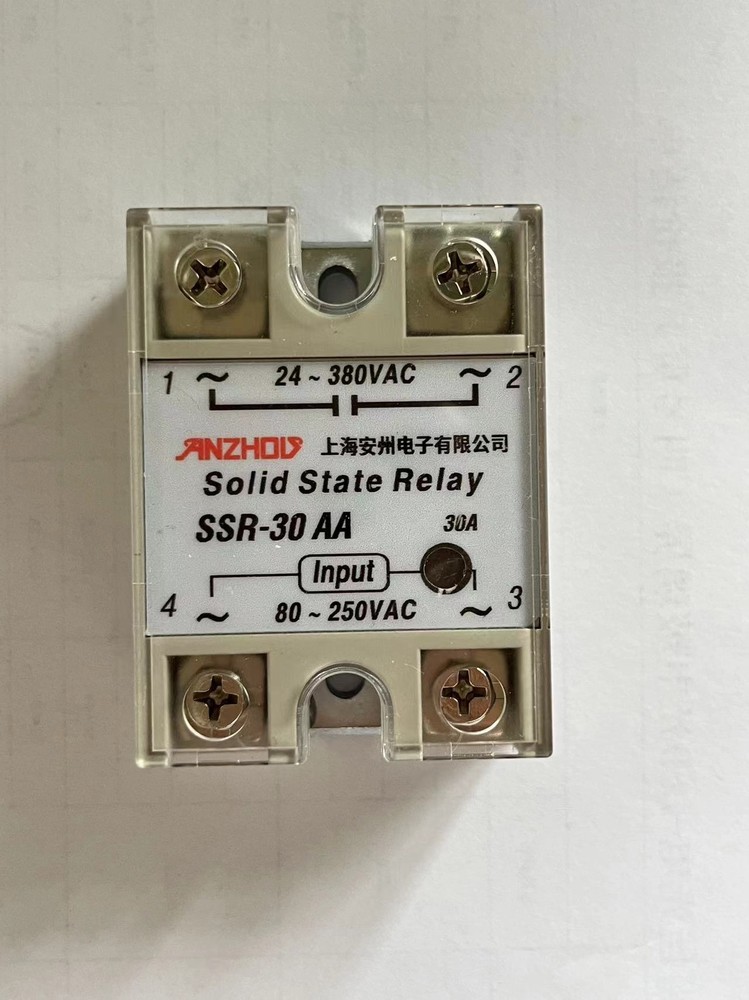 1 ~ 24 ~ 380VAC ~ 2
ANZHOU 上海安州电子有限公司
Solid State Relay
SSR-30 AA 30A
Input
4 ~ 80 ~ 250VAC ~ 3